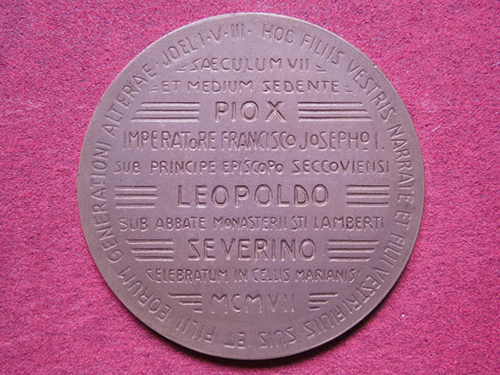 JOEL I·V·III· HOC FILIIS VESTRIS NARRATE ET FILII VESTRI FILIIS SUIS ET FILII EORUM GENERATIONI ALTERAE
SAECULUM VII
ET MEDIUM SEDENTE
PIO X
IMPERATORE FRANCISCO JOSEPHO I.
SUB PRINCIPE EPISCOPO SECCOVIENSI
LEOPOLDO
SUB ABBATE MONASTERII STI LAMBERTI
SEVERINO
CELEBRATUM IN CELLIS MARIANIS
MCMVII